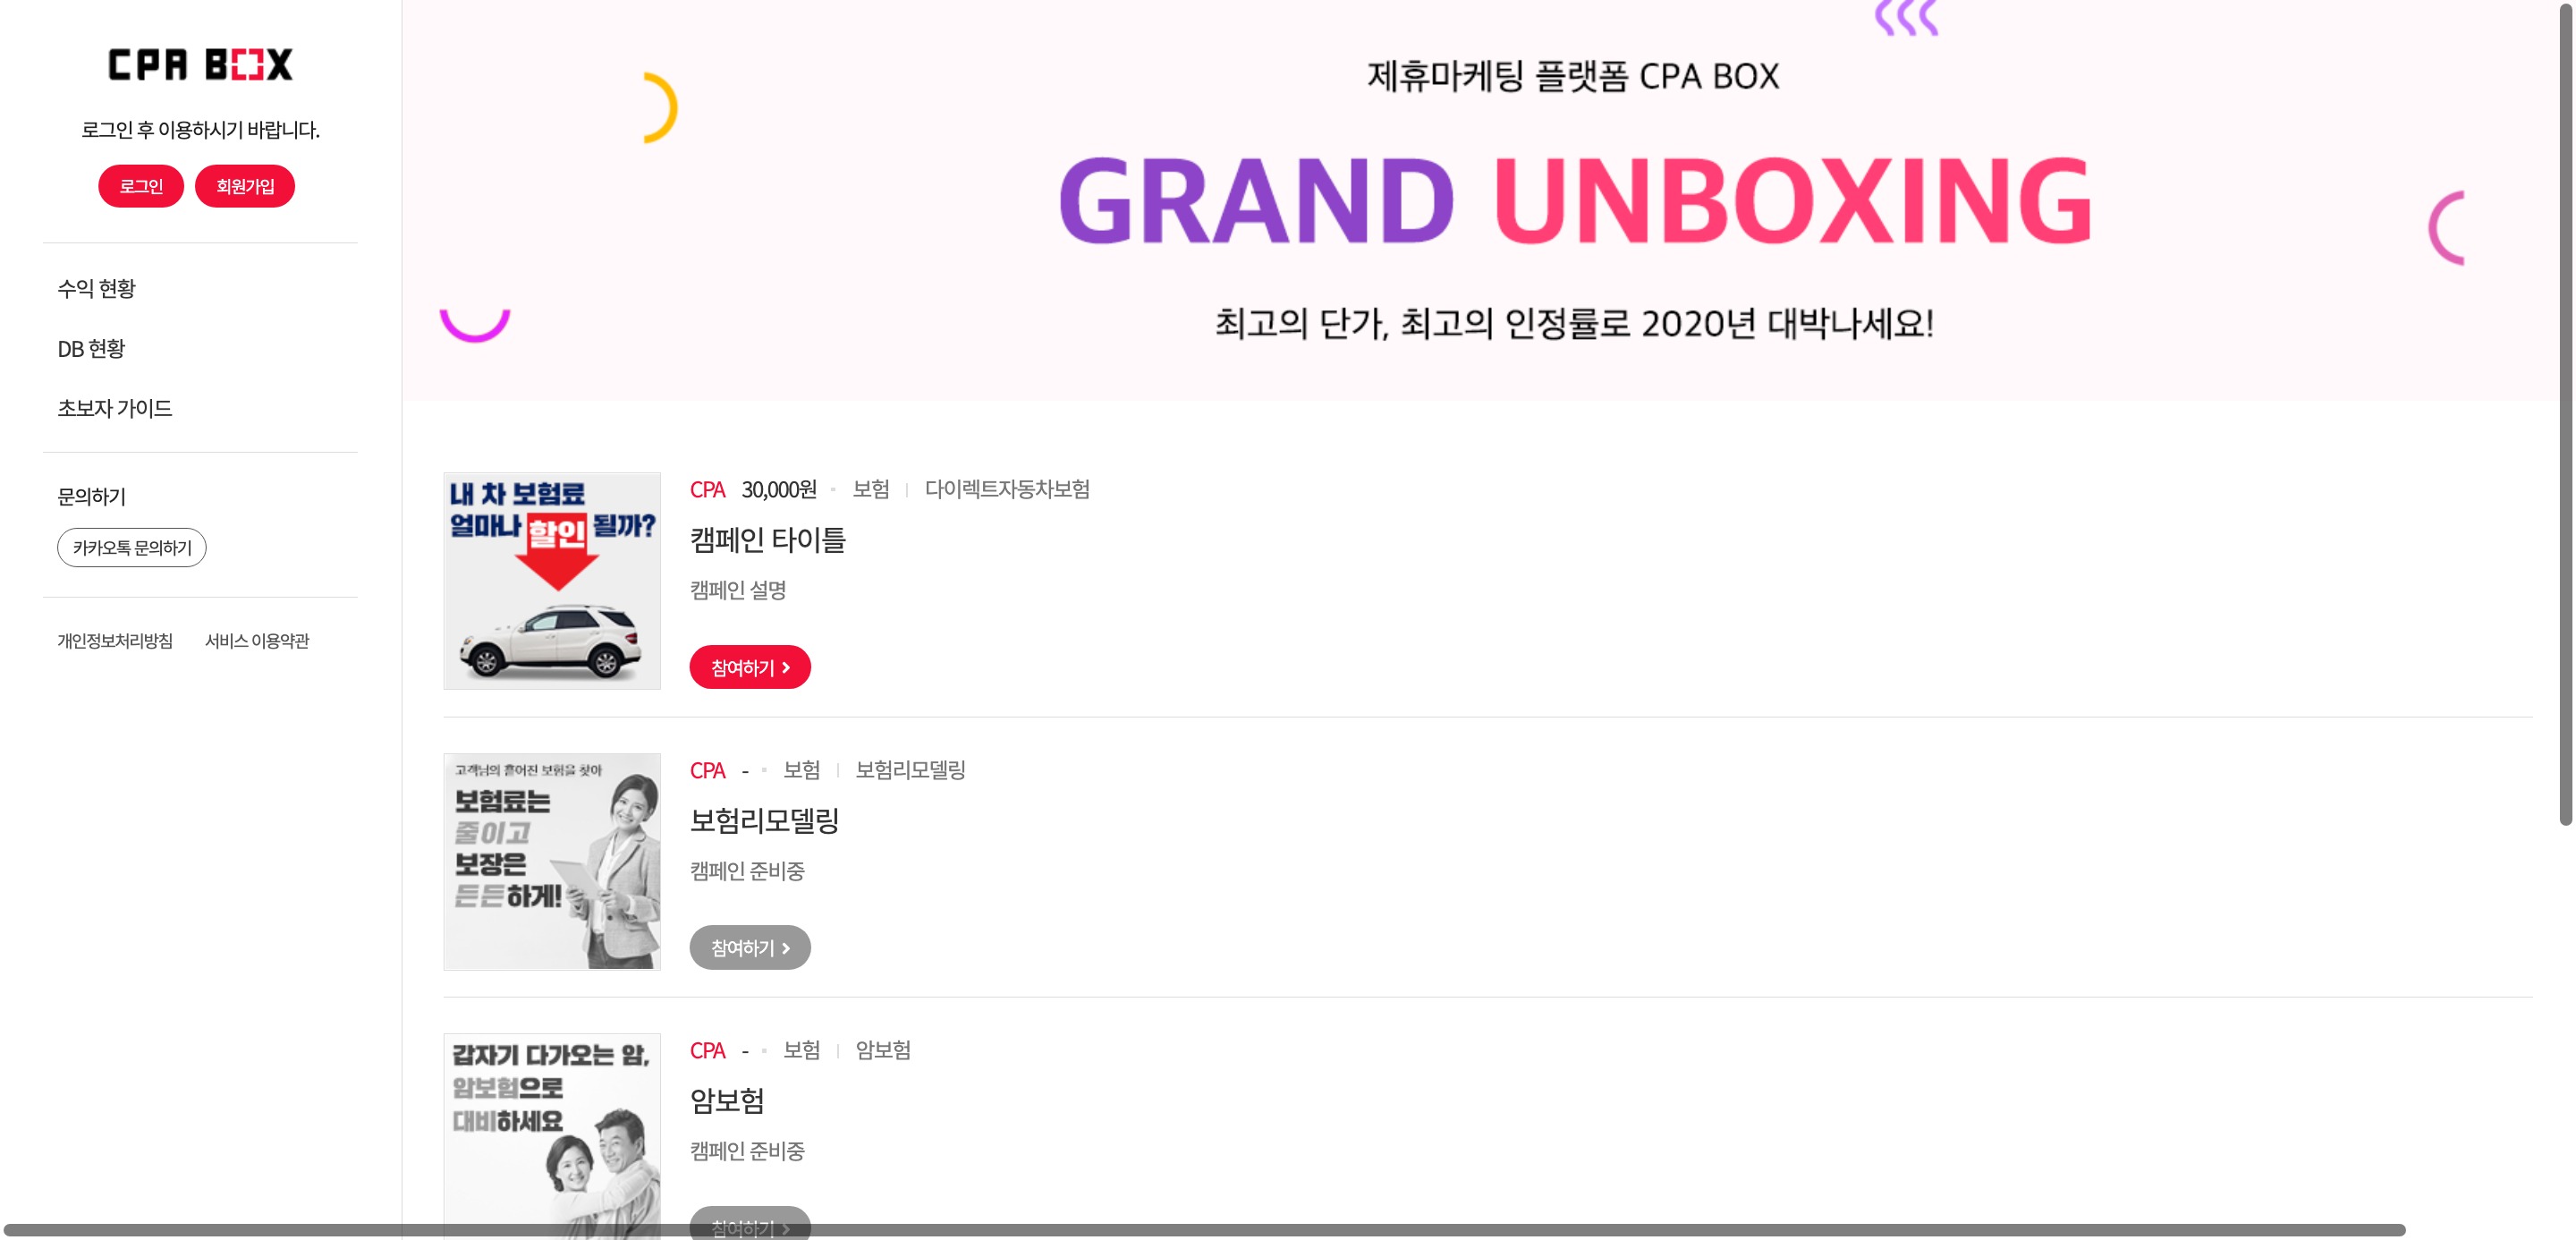 CPA BOX
로그인 후 이용하시기 바랍니다.
로그인 회원가입
수익 현황
DB 현황
초보자 가이드
문의하기
카카오톡 문의하기
개인정보처리방침 서비스 이용약관
제휴마케팅 플랫폼 CPA BOX
GRAND UNBOXING
최고의 단가, 최고의 인정률로 2020년 대박나세요!
내 차 보험료
얼마나 할인 될까?
CPA 30,000원 보험 다이렉트자동차보험
캠페인 타이틀
캠페인 설명
참여하기
고객님의 흩어진 보험을 찾아
보험료는
줄이고
보장은
든든하게!
CPA - 보험 보험리모델링
보험리모델링
캠페인 준비중
참여하기
갑자기 다가오는 암,
암보험으로
대비하세요
CPA - 보험 암보험
암보험
캠페인 준비중
참여하기